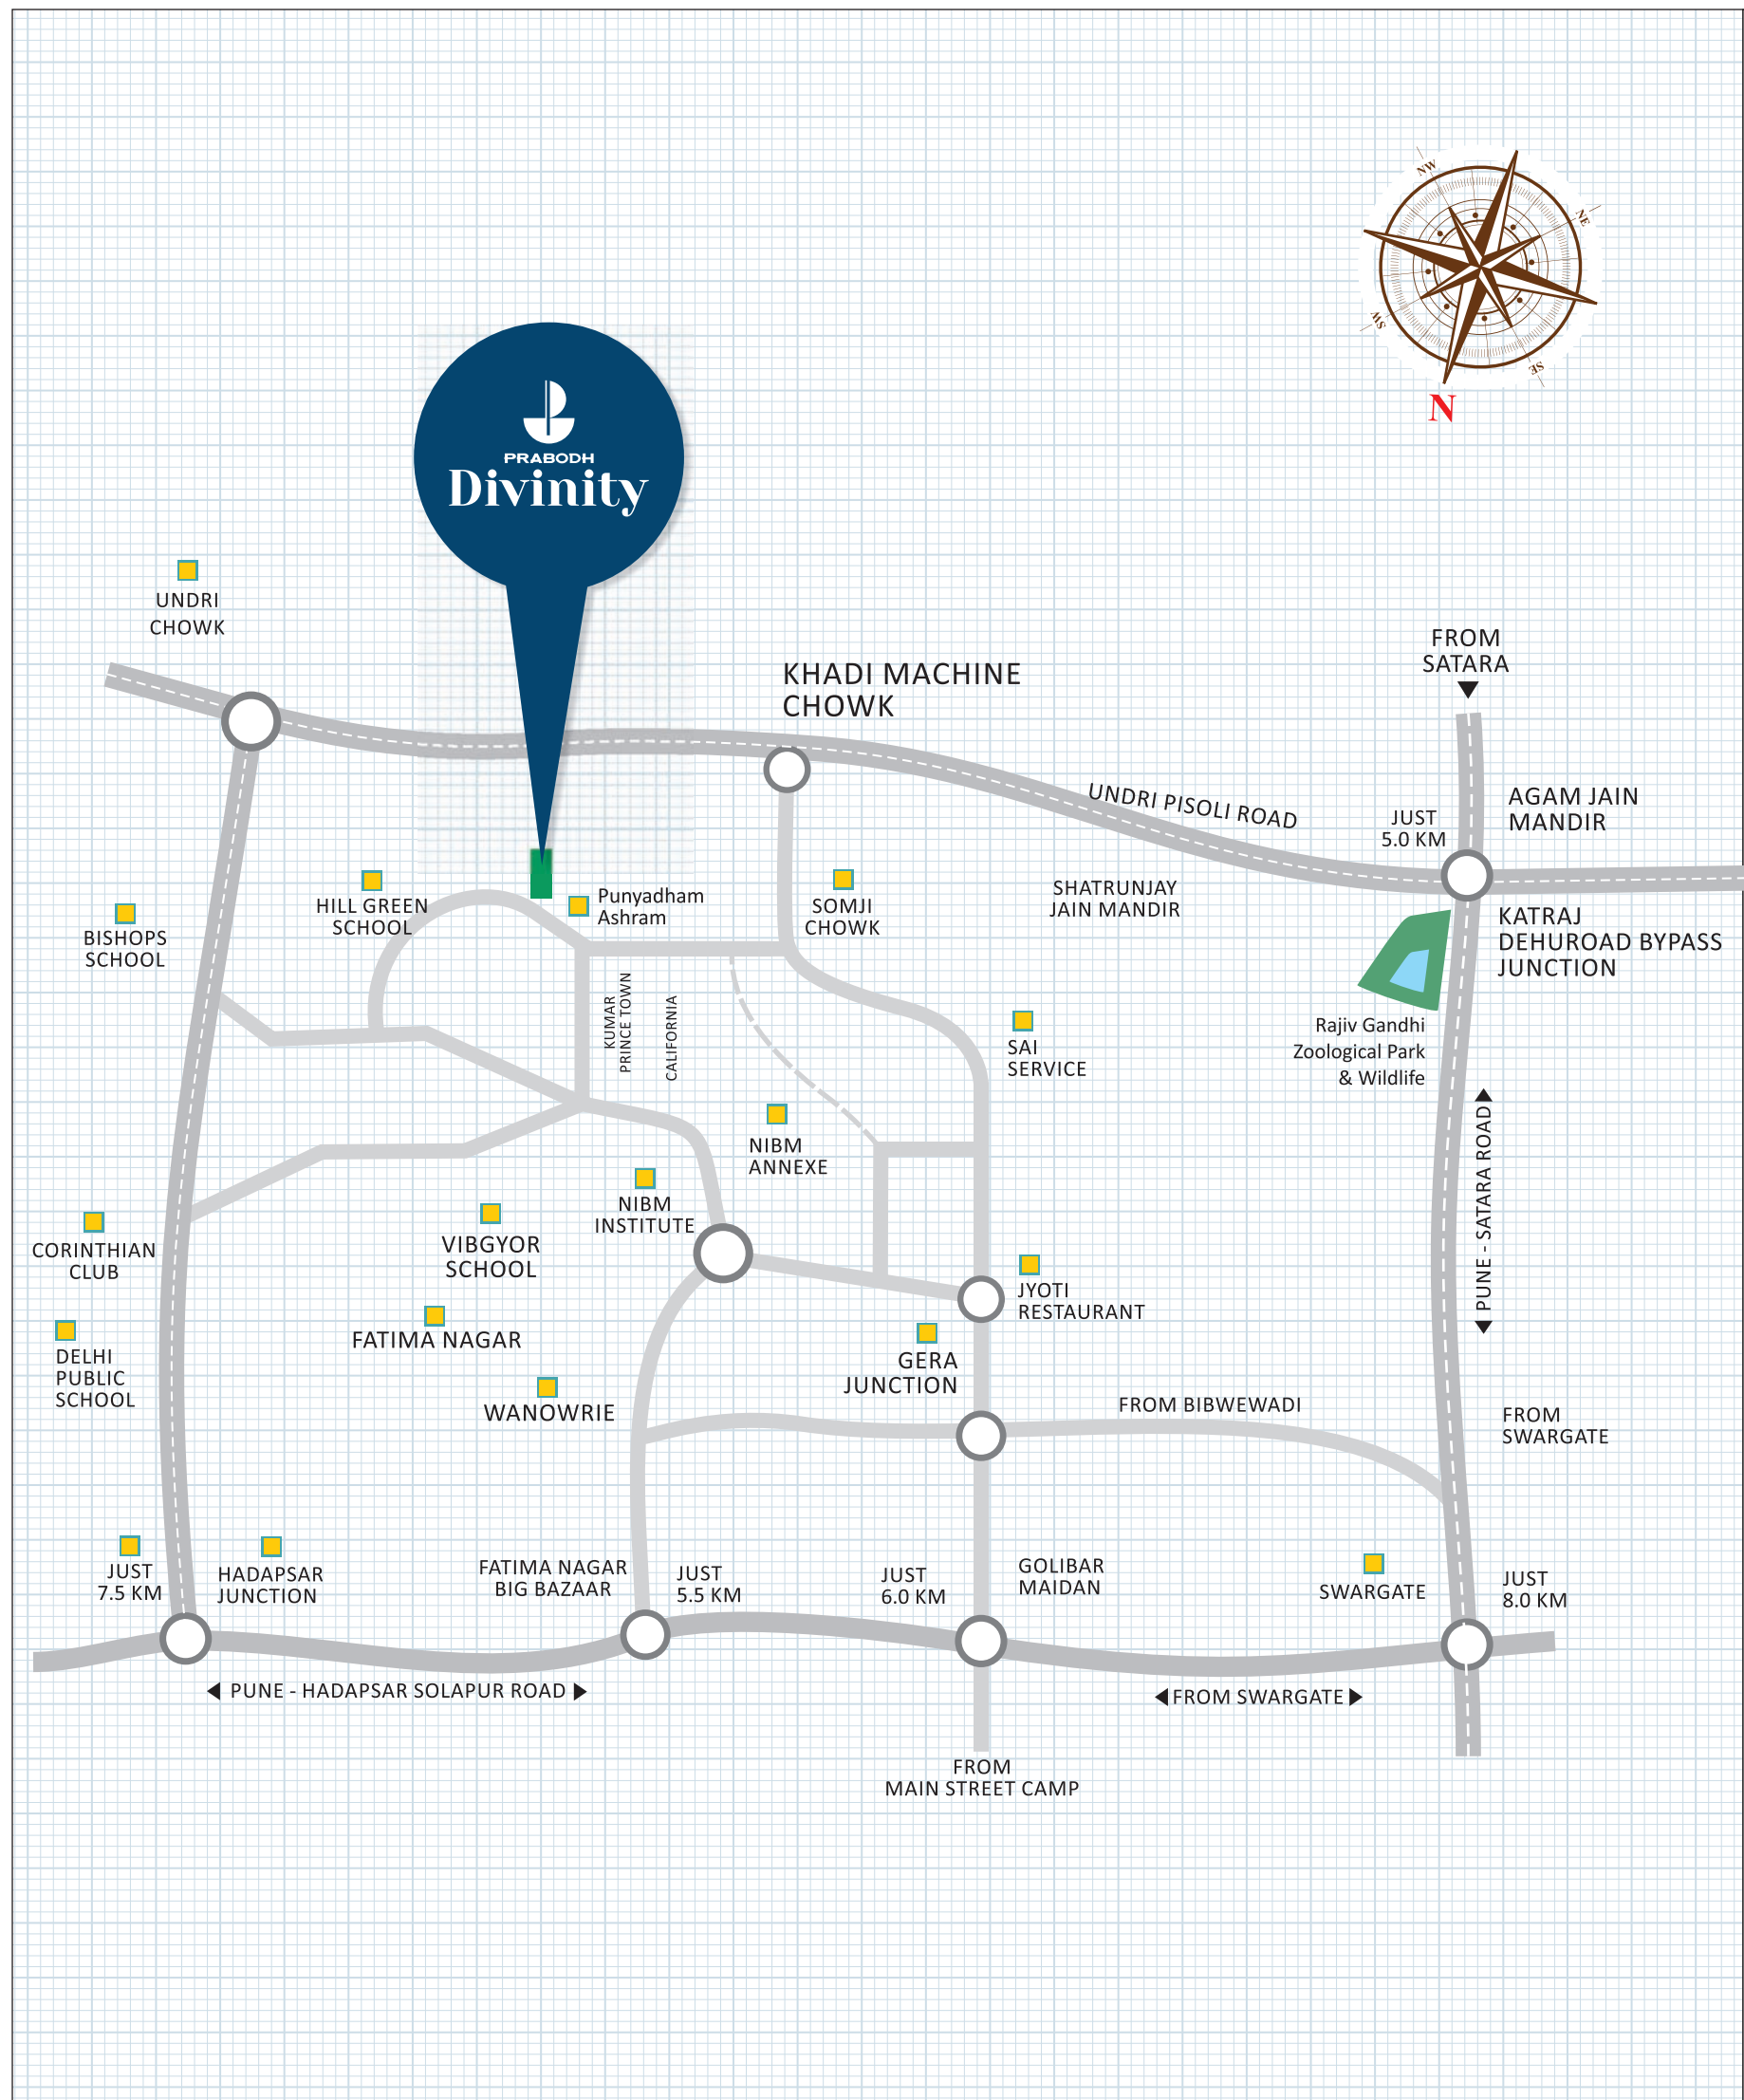 NW
NE
SW
SE
N
PRABODH
Divinity
UNDRI
CHOWK
FROM
SATARA
KHADI MACHINE
CHOWK
UNDRI PISOLI ROAD
JUST
5.0 KM
AGAM JAIN
MANDIR
HILL GREEN
SCHOOL
Punyadham
Ashram
SOMJI
CHOWK
SHATRUNJAY
JAIN MANDIR
KATRAJ
DEHUROAD BYPASS
JUNCTION
BISHOPS
SCHOOL
KUMAR
PRINCE TOWN
CALIFORNIA
SAI
SERVICE
Rajiv Gandhi
Zoological Park
& Wildlife
NIBM
ANNEXE
PUNE - SATARA ROAD
NIBM
INSTITUTE
CORINTHIAN
CLUB
VIBGYOR
SCHOOL
JYOTI
RESTAURANT
FATIMA NAGAR
DELHI
PUBLIC
SCHOOL
GERA
JUNCTION
WANOWRIE
FROM BIBWEWADI
FROM
SWARGATE
JUST
7.5 KM
HADAPSAR
JUNCTION
FATIMA NAGAR
BIG BAZAAR
JUST
5.5 KM
JUST
6.0 KM
GOLIBAR
MAIDAN
SWARGATE
JUST
8.0 KM
PUNE - HADAPSAR SOLAPUR ROAD
FROM SWARGATE
FROM
MAIN STREET CAMP